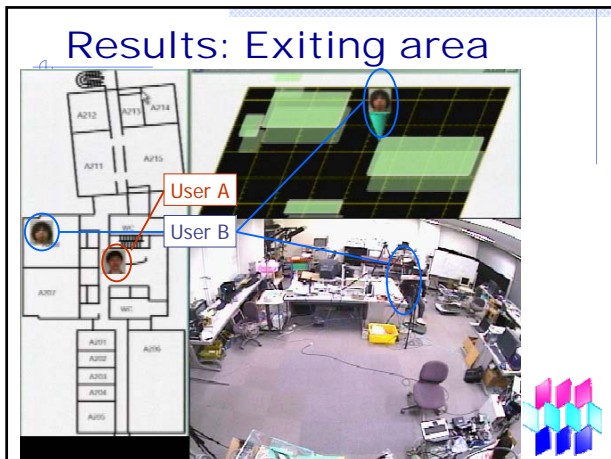 Results: Exiting area
A212
A213
A214
A211
A215
User A
User B
WC
A207
WC
A201
A202
A203
A204
A205
A206